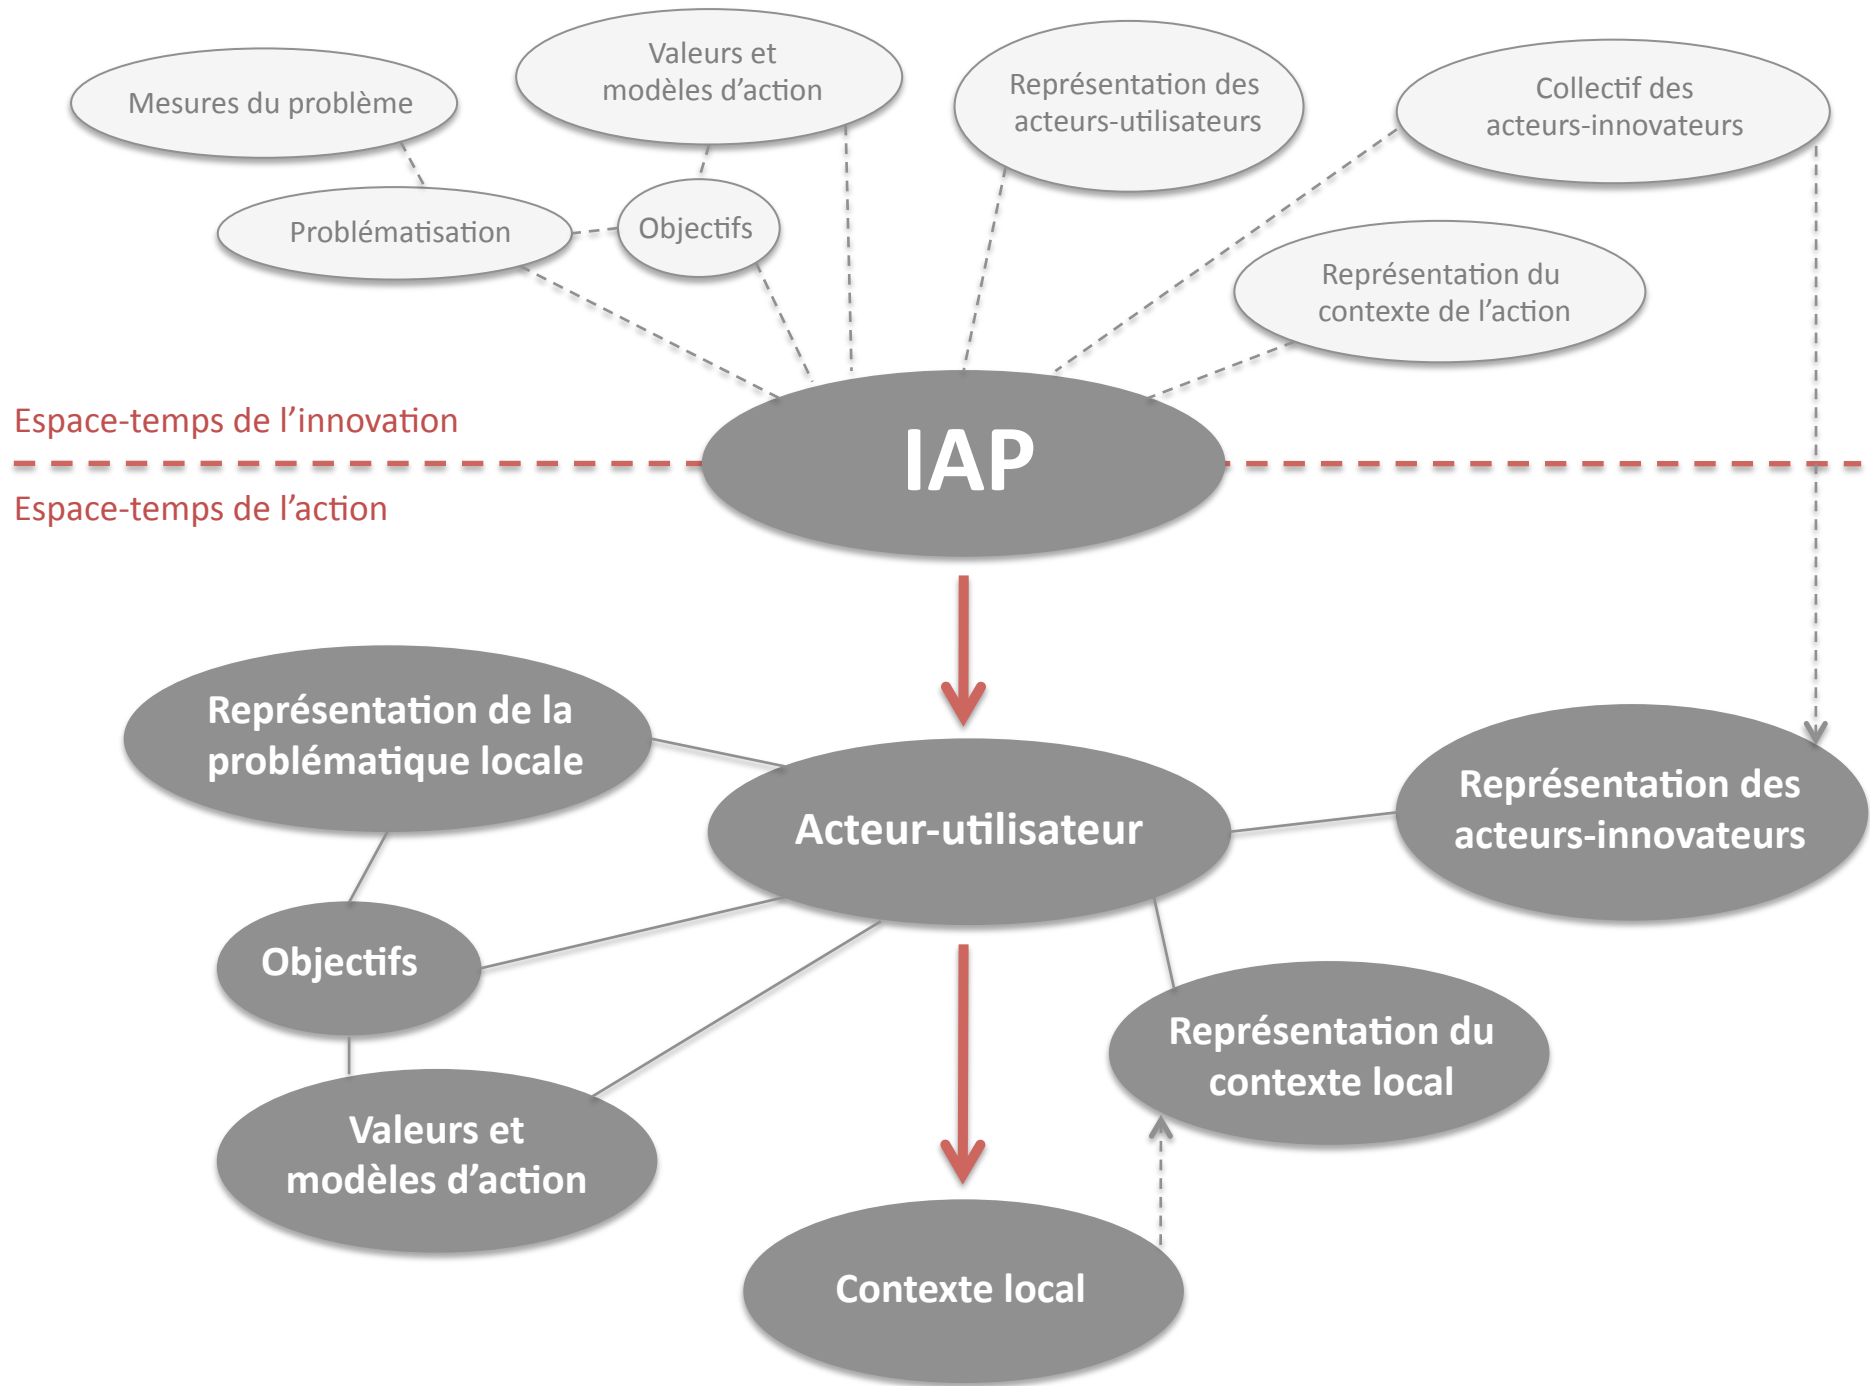 Mesures du problème
Valeurs et
modèles d'action
Représentation des
acteurs-utilisateurs
Collectif des
acteurs-innovateurs
Problématisation
Objectifs
Représentation du
contexte de l'action
Espace-temps de l'innovation
IAP
Espace-temps de l'action
Représentation de la
problématique locale
Acteur-utilisateur
Représentation des
acteurs-innovateurs
Objectifs
Représentation du
contexte local
Valeurs et
modèles d'action
Contexte local